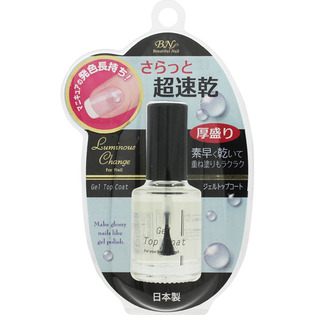 BN
Beautiful Nail
マニキュアの発色長持ち!
さらっと
超速乾
厚盛り
素早く乾いて
重ね塗りもラクラク
Luminous
Change
For Nail
Gel Top Coat
ジェルトップコート
Make glossy
nails like
gel polish.
Gel
Top Coat
日本製